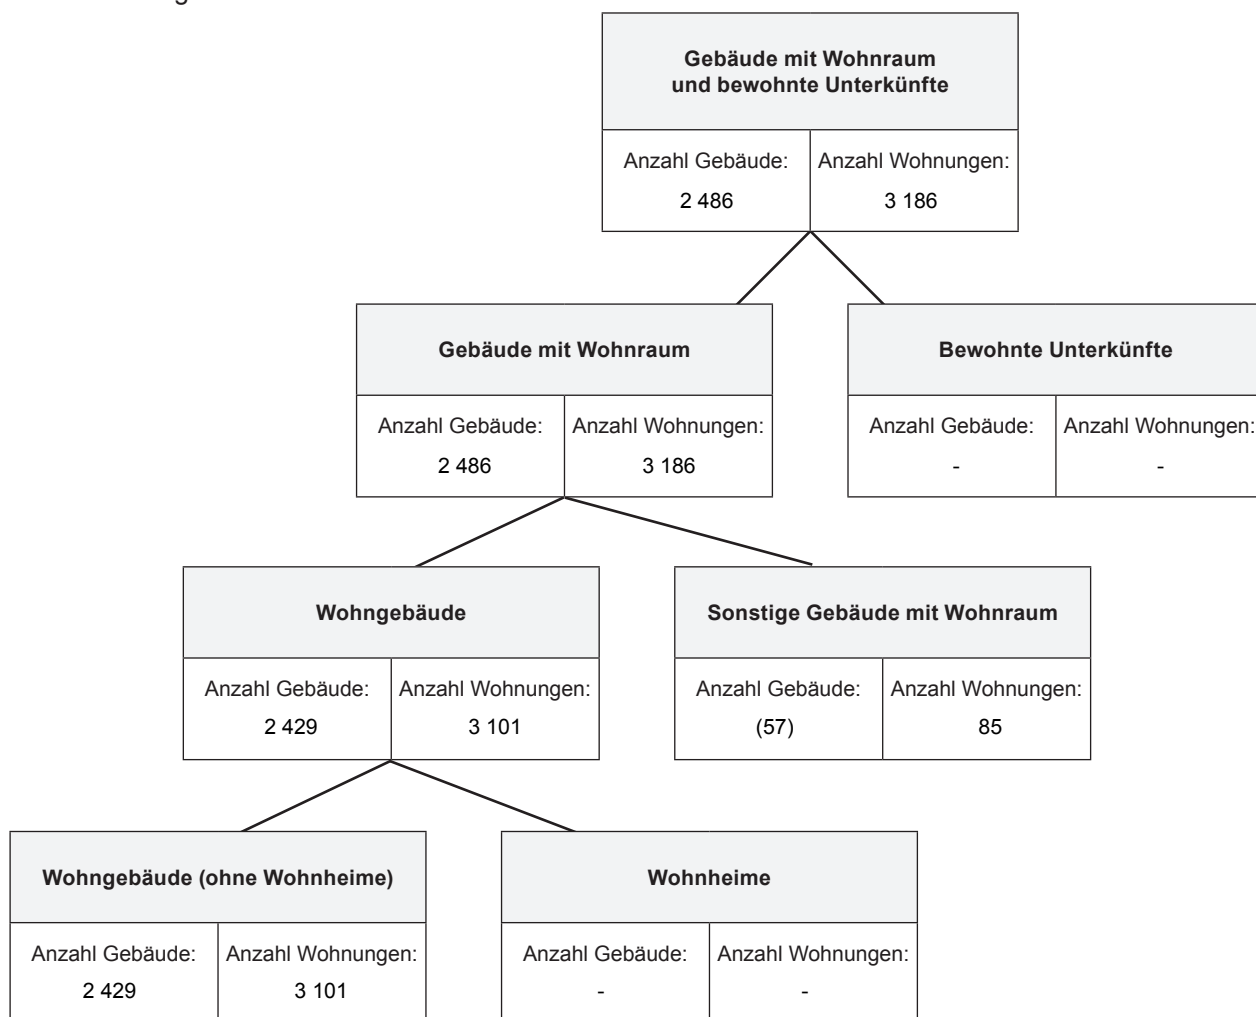 Gebäude mit Wohnraum
und bewohnte Unterkünfte
Anzahl Gebäude: Anzahl Wohnungen:
2 486 3 186
Gebäude mit Wohnraum
Anzahl Gebäude: Anzahl Wohnungen:
2 486 3 186
Bewohnte Unterkünfte
Anzahl Gebäude: Anzahl Wohnungen:
- -
Wohngebäude
Anzahl Gebäude: Anzahl Wohnungen:
2 429 3 101
Sonstige Gebäude mit Wohnraum
Anzahl Gebäude: Anzahl Wohnungen:
(57) 85
Wohngebäude (ohne Wohnheime)
Anzahl Gebäude: Anzahl Wohnungen:
2 429 3 101
Wohnheime
Anzahl Gebäude: Anzahl Wohnungen:
- -